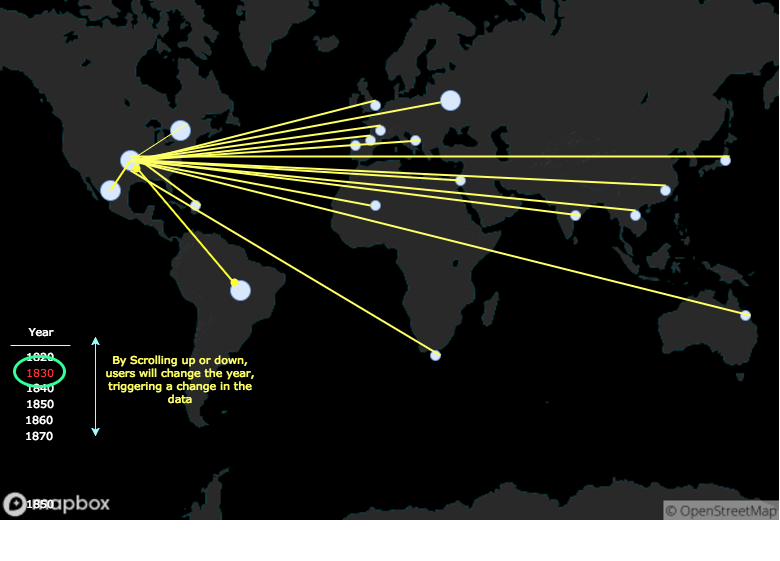 Year
1820
1830
1840
1850
1860
1870
By Scrolling up or down,
users will change the year,
triggering a change in the
data
1850
mapbox
© OpenStreetMap